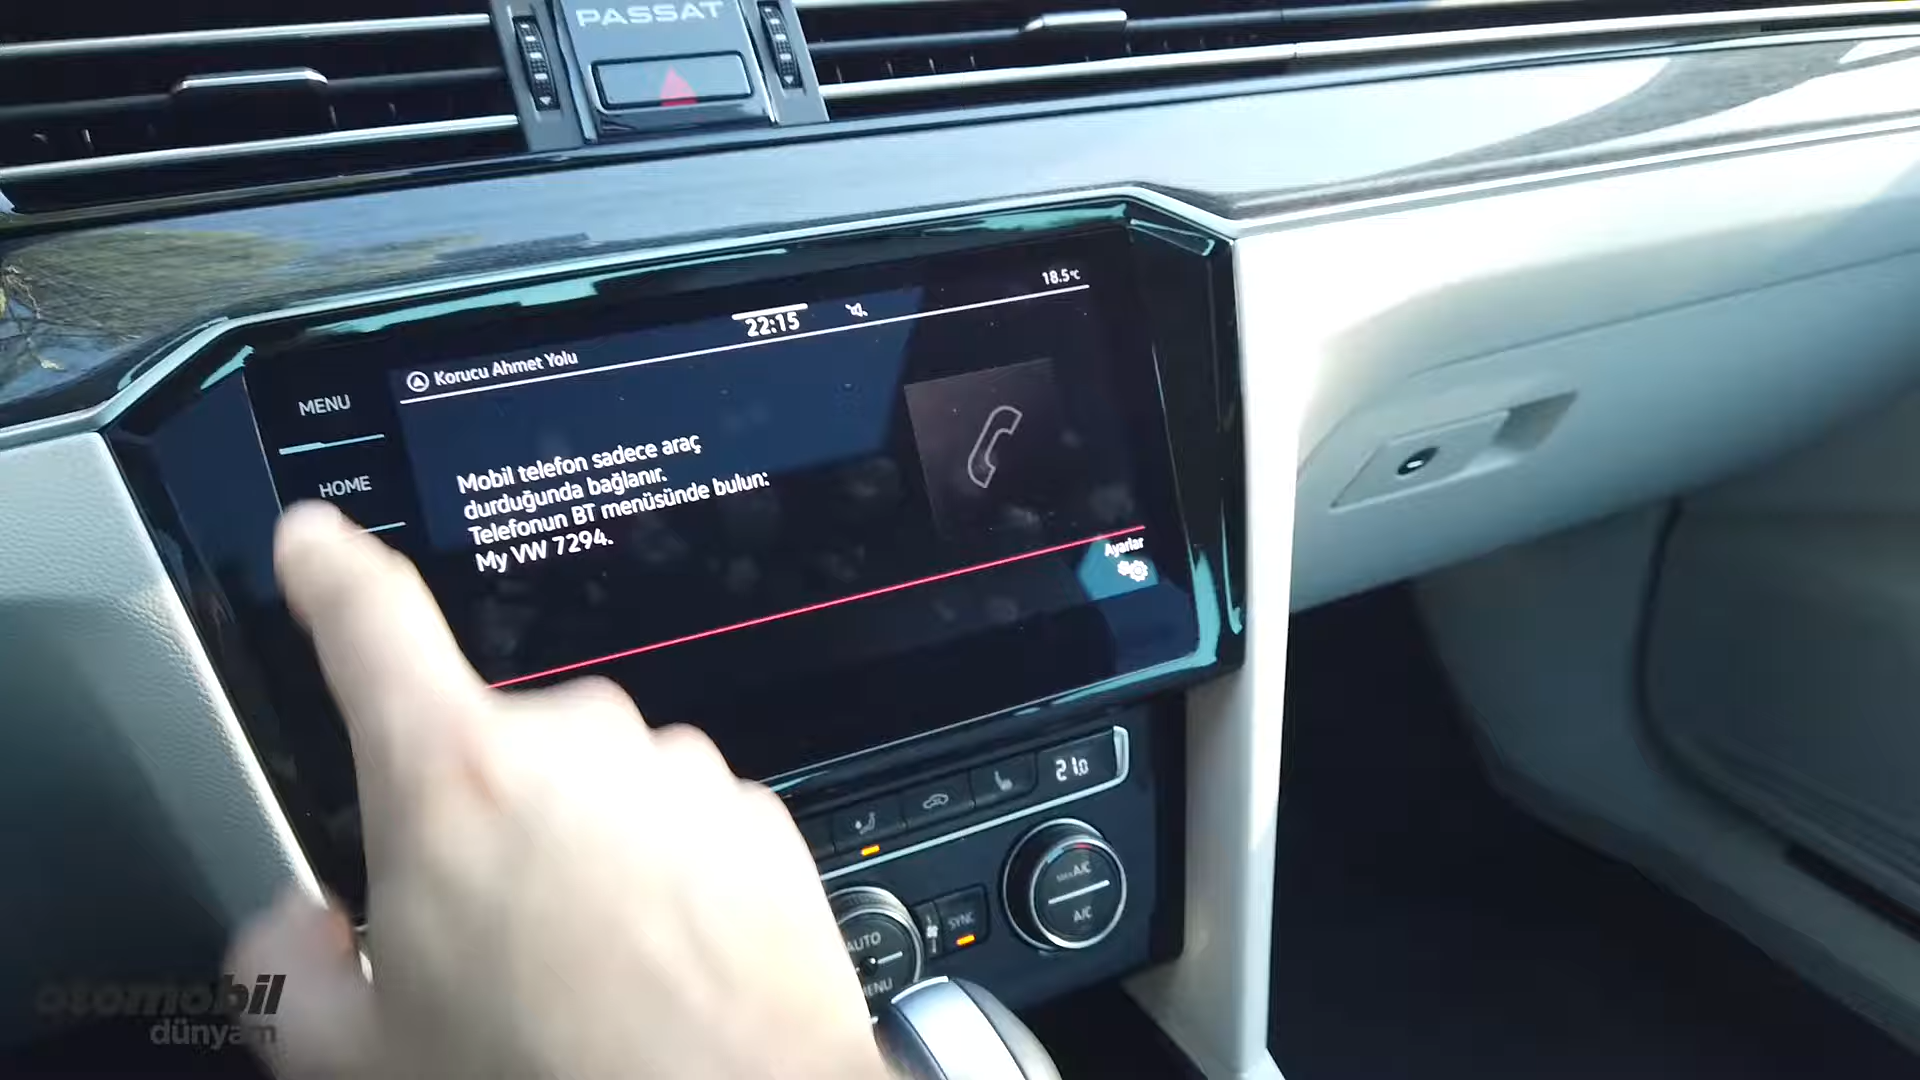 PASSAT
18.5°C
22:15
Korucu Ahmet Yolu
MENU
HOME
Mobil telefon sadece araç
durduğunda bağlanır.
Telefonun BT menüsünde bulun:
My VW 7294.
Ayarlar
21.0
MAX A/C
A/C
SYNC
AUTO
MENU
otomobil
dünyam